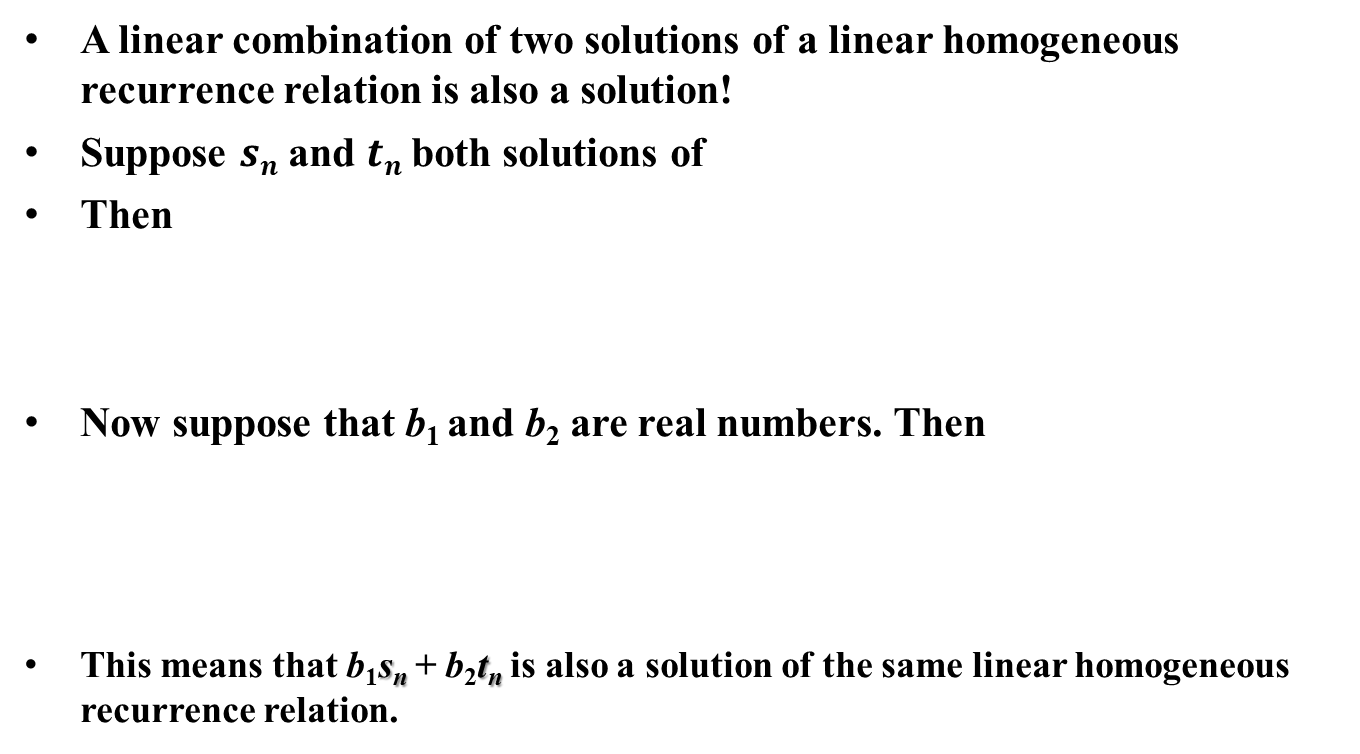 • A linear combination of two solutions of a linear homogeneous
recurrence relation is also a solution!
• Suppose sₙ and tₙ both solutions of
• Then
• Now suppose that b₁ and b₂ are real numbers. Then
• This means that b₁sₙ + b₂tₙ is also a solution of the same linear homogeneous
recurrence relation.